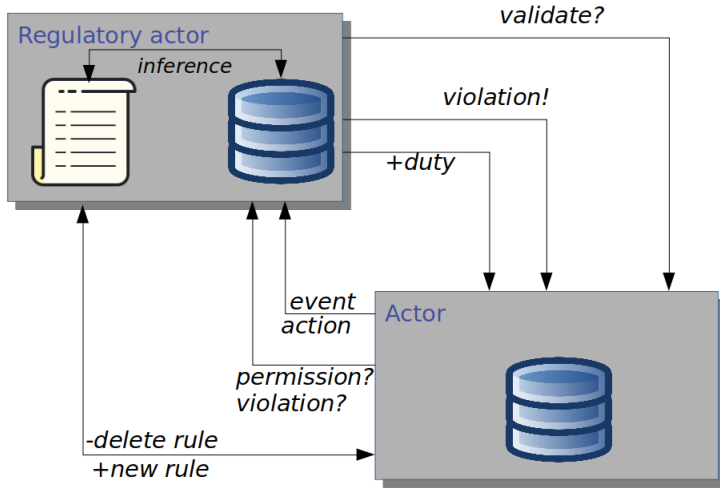 validate?
Regulatory actor
inference
violation!
+duty
event
action
Actor
permission?
violation?
-delete rule
+new rule